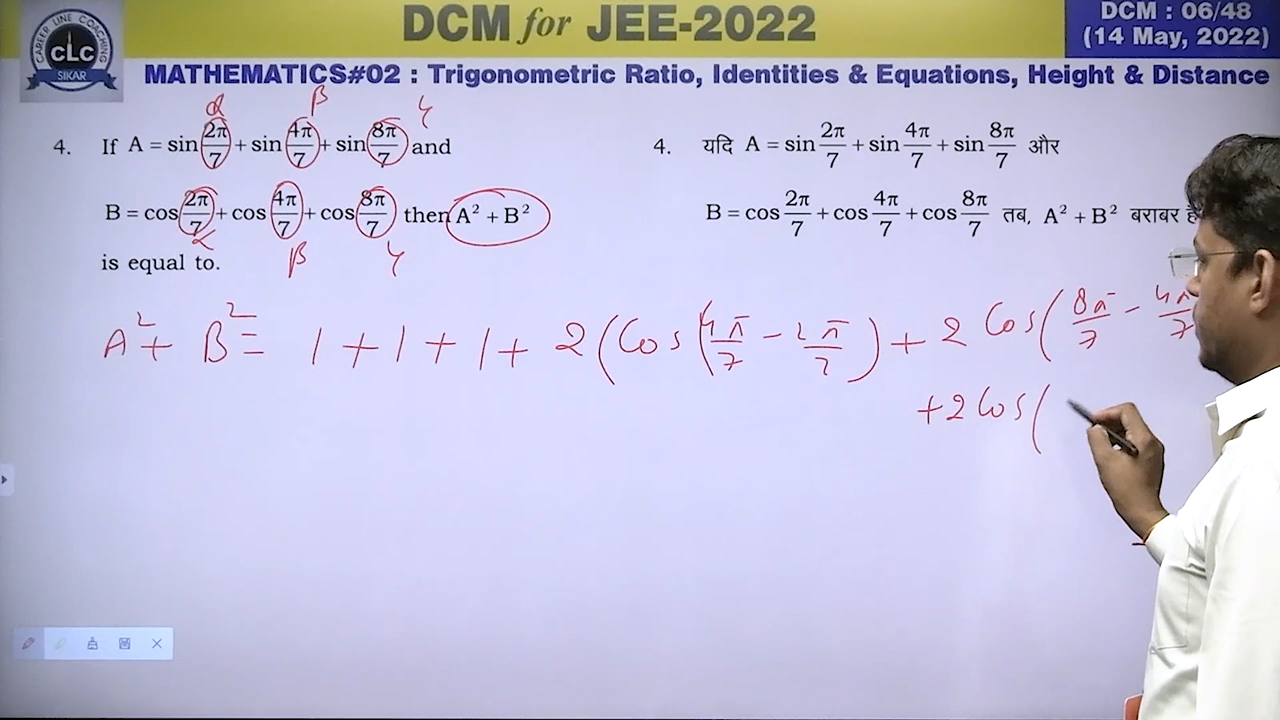 CAREER LINE COACHING
CLC
SIKAR
DCM for JEE-2022
DCM : 06/48
(14 May, 2022)
MATHEMATICS#02 : Trigonometric Ratio, Identities & Equations, Height & Distance
α β γ
4. If A = sin 2π/7 + sin 4π/7 + sin 8π/7 and
B = cos 2π/7 + cos 4π/7 + cos 8π/7 then A² + B²
α β γ
is equal to.
4. यदि A = sin 2π/7 + sin 4π/7 + sin 8π/7 और
B = cos 2π/7 + cos 4π/7 + cos 8π/7 तब, A² + B² बराबर
A² + B² = 1 + 1 + 1 + 2 (Cos (4π/7 - 2π/7) + 2 Cos ( 8π/7 - 4π/7
+ 2 Cos (